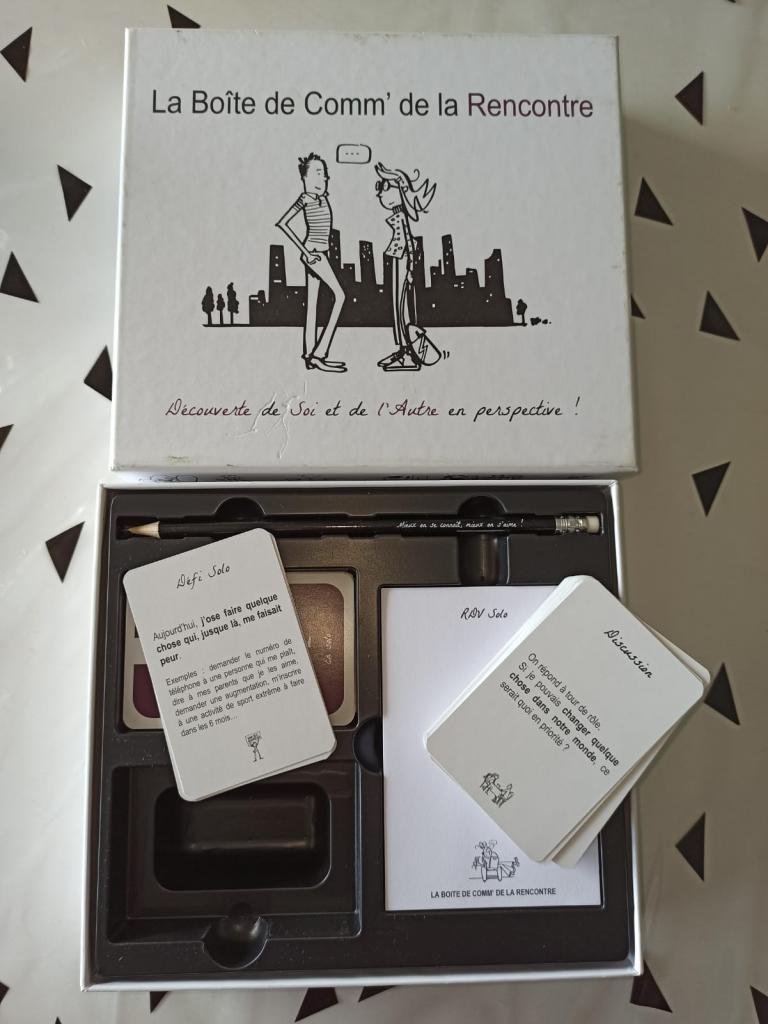 La Boîte de Comm' de la Rencontre
...
Découverte de Soi et de l'Autre en perspective !
Mieux on se connaît, mieux on s'aime !
Défi Solo
Aujourd'hui, j'ose faire quelque
chose qui, jusque là, me faisait
peur.
Exemples : demander le numéro de
téléphone à une personne qui me plaît,
dire à mes parents que je les aime,
demander une augmentation, m'inscrire
à une activité de sport extrême à faire
dans les 6 mois...
Solo
RDV Solo
LA BOITE DE COMM' DE LA RENCONTRE
Discussion
On répond à tour de rôle.
Si je pouvais changer quelque
chose dans notre monde, ce
serait quoi en priorité ?